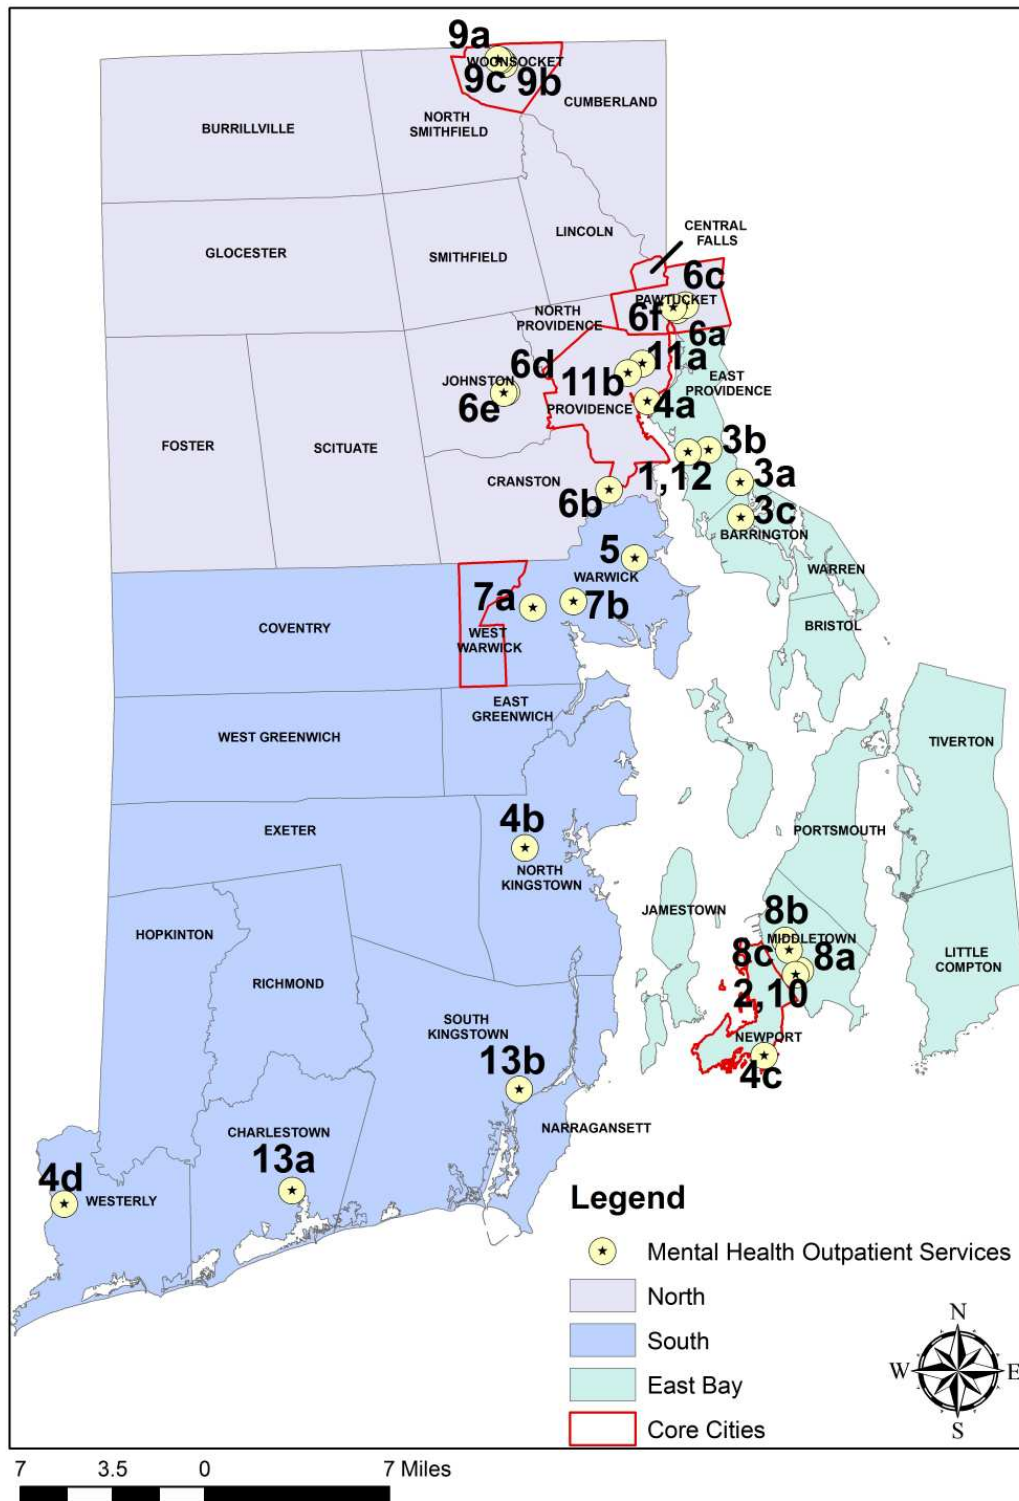 9a
WOONSOCKET
9c 9b
CUMBERLAND
BURRILLVILLE
NORTH
SMITHFIELD
CENTRAL
FALLS
LINCOLN
GLOCESTER
SMITHFIELD
6c
PAWTUCKET
6f
6a
NORTH
PROVIDENCE
11a
6d
JOHNSTON
6e
11b
EAST
PROVIDENCE
PROVIDENCE
4a
FOSTER
SCITUATE
3b
1,12
3a
CRANSTON
6b
3c
BARRINGTON
5
WARWICK
WARREN
7a
7b
COVENTRY
WEST
WARWICK
BRISTOL
EAST
GREENWICH
WEST GREENWICH
TIVERTON
4b
EXETER
PORTSMOUTH
NORTH
KINGSTOWN
JAMESTOWN
8b
HOPKINTON
MIDDLETOWN
8c
8a
LITTLE
COMPTON
RICHMOND
2,10
SOUTH
KINGSTOWN
NEWPORT
13b
4c
CHARLESTOWN
NARRAGANSETT
13a
4d
WESTERLY
Legend
Mental Health Outpatient Services
North
South
East Bay
Core Cities
N
W E
S
7 3.5 0 7 Miles